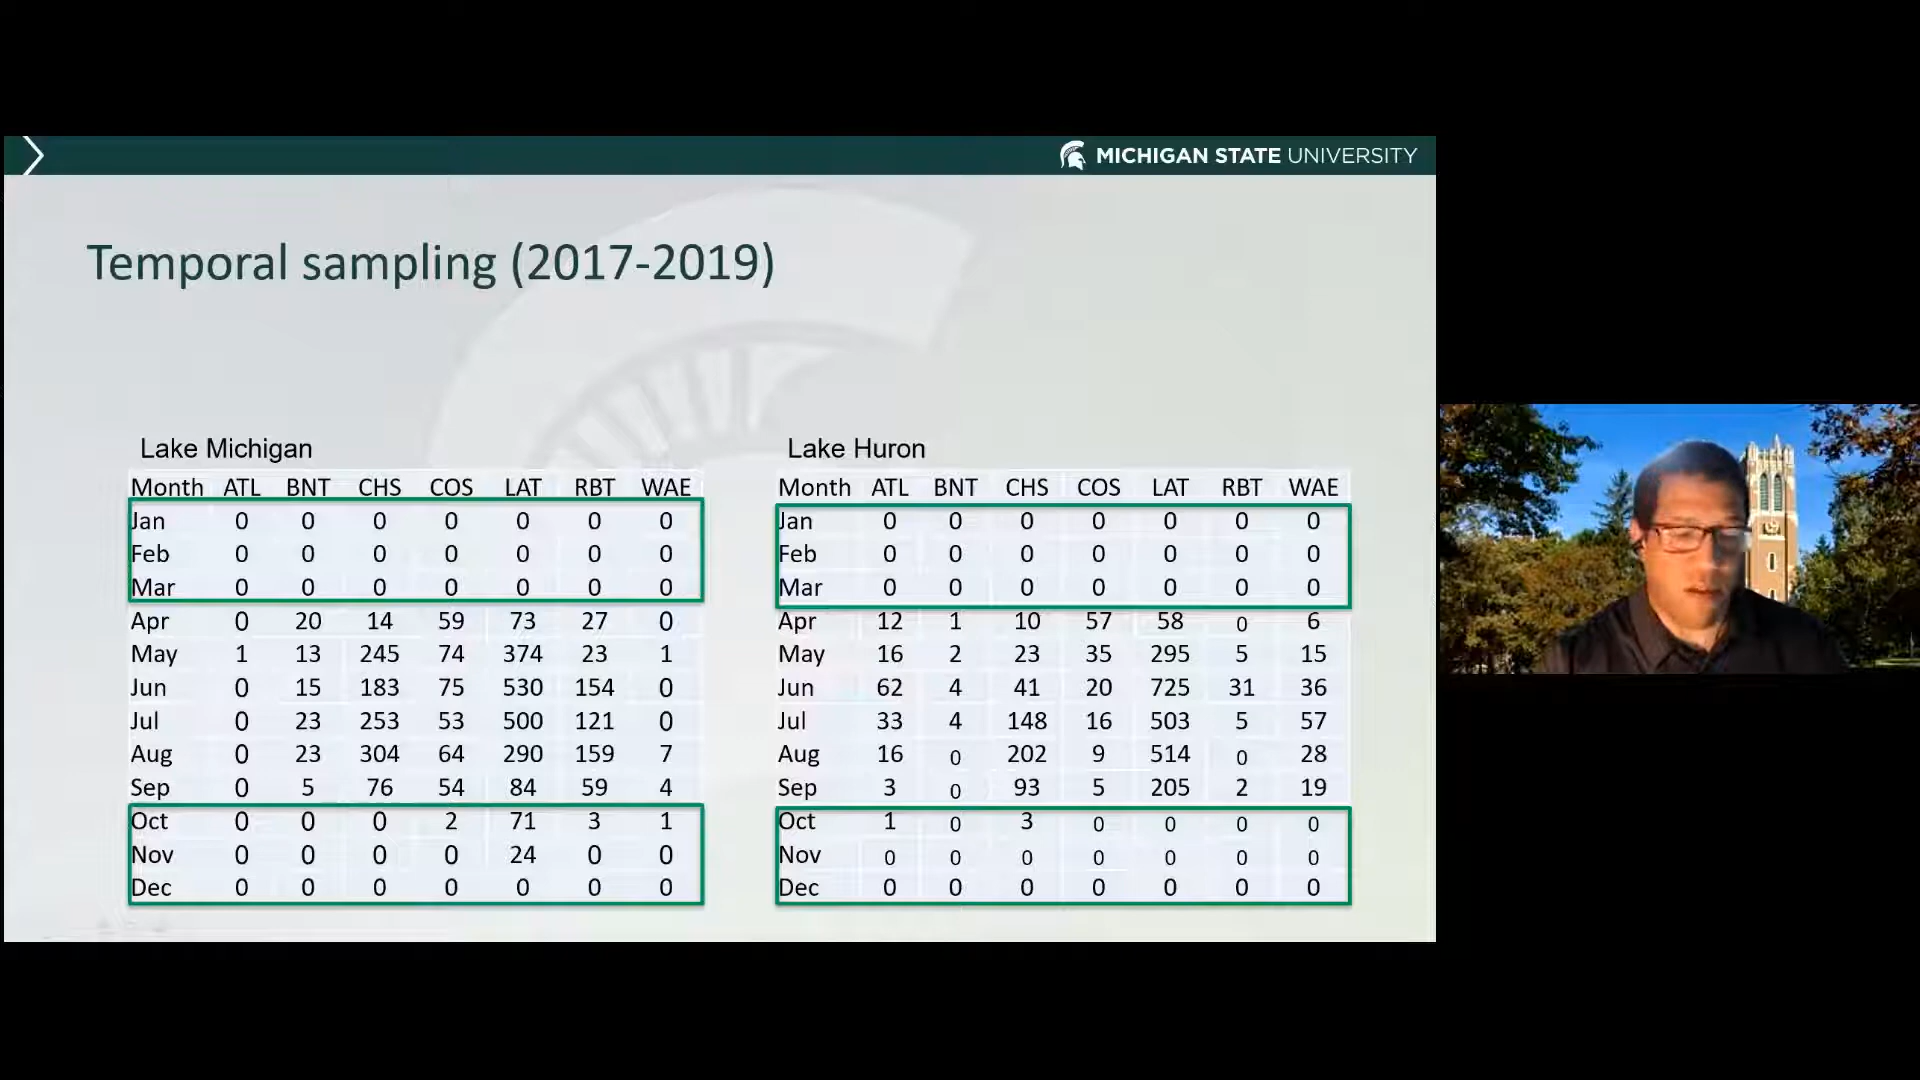 MICHIGAN STATE UNIVERSITY
Temporal sampling (2017-2019)
Lake Michigan
Month ATL BNT CHS COS LAT RBT WAE
Jan 0 0 0 0 0 0 0
Feb 0 0 0 0 0 0 0
Mar 0 0 0 0 0 0 0
Apr 0 20 14 59 73 27 0
May 1 13 245 74 374 23 1
Jun 0 15 183 75 530 154 0
Jul 0 23 253 53 500 121 0
Aug 0 23 304 64 290 159 7
Sep 0 5 76 54 84 59 4
Oct 0 0 0 2 71 3 1
Nov 0 0 0 0 24 0 0
Dec 0 0 0 0 0 0 0
Lake Huron
Month ATL BNT CHS COS LAT RBT WAE
Jan 0 0 0 0 0 0 0
Feb 0 0 0 0 0 0 0
Mar 0 0 0 0 0 0 0
Apr 12 1 10 57 58 0 6
May 16 2 23 35 295 5 15
Jun 62 4 41 20 725 31 36
Jul 33 4 148 16 503 5 57
Aug 16 0 202 9 514 0 28
Sep 3 0 93 5 205 2 19
Oct 1 0 3 0 0 0 0
Nov 0 0 0 0 0 0 0
Dec 0 0 0 0 0 0 0